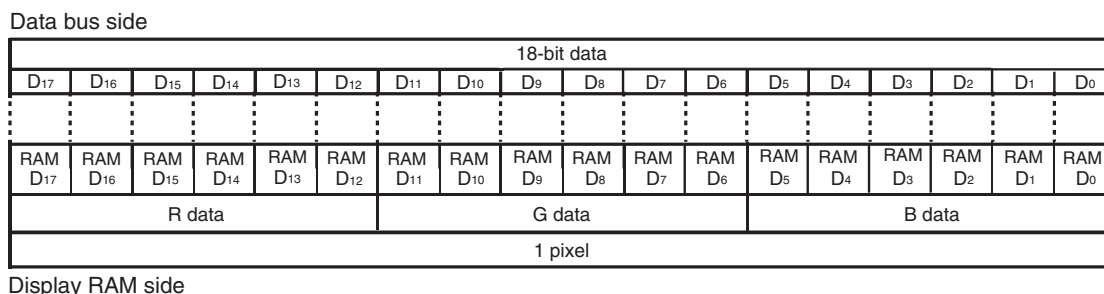 Data bus side
18-bit data
D17 D16 D15 D14 D13 D12 D11 D10 D9 D8 D7 D6 D5 D4 D3 D2 D1 D0
RAM RAM RAM RAM RAM RAM RAM RAM RAM RAM RAM RAM RAM RAM RAM RAM RAM RAM
D17 D16 D15 D14 D13 D12 D11 D10 D9 D8 D7 D6 D5 D4 D3 D2 D1 D0
R data G data B data
1 pixel
Display RAM side